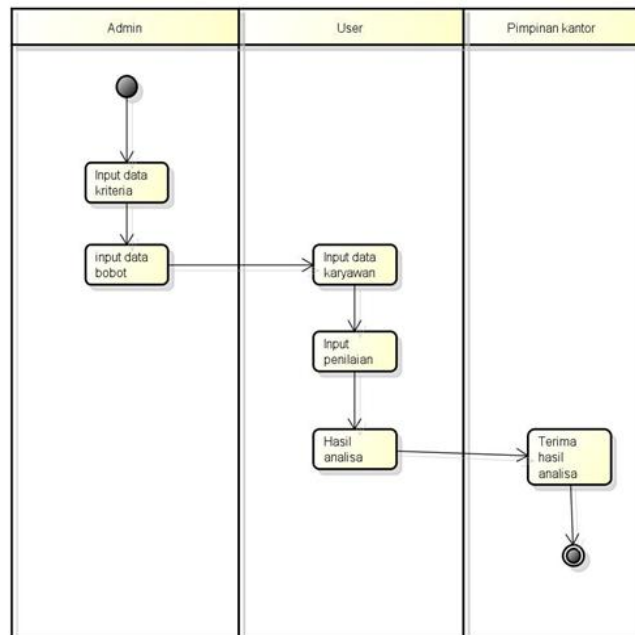 Admin
User
Pimpinan kantor
Input data
kriteria
input data
bobot
Input data
karyawan
Input
penilaian
Hasil
analisa
Terima
hasil
analisa